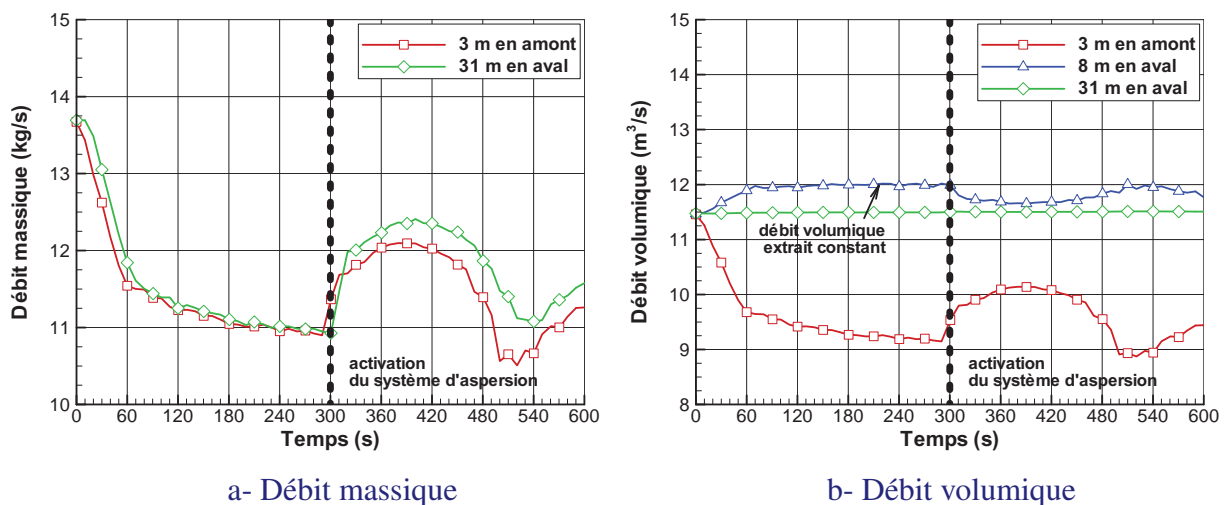 3 m en amont
31 m en aval
15
14
13
12
11
10
Débit massique (kg/s)
activation
du système d'aspersion
0 60 120 180 240 300 360 420 480 540 600
Temps (s)
a- Débit massique
3 m en amont
8 m en aval
31 m en aval
15
14
13
12
11
10
9
8
Débit volumique (m³/s)
débit volumique
extrait constant
activation
du système d'aspersion
0 60 120 180 240 300 360 420 480 540 600
Temps (s)
b- Débit volumique